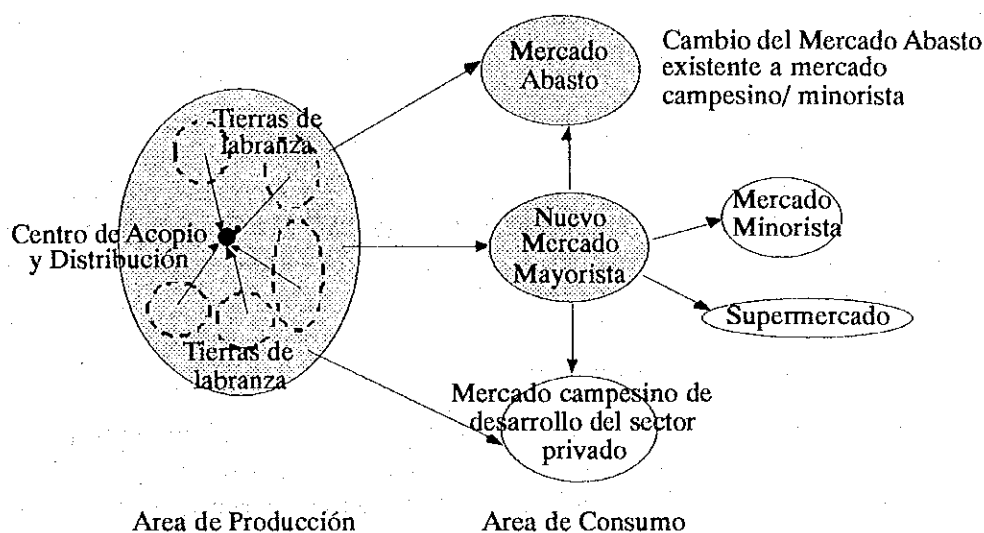 Mercado
Abasto
Cambio del Mercado Abasto
existente a mercado
campesino/ minorista
Tierras de
labranza
Centro de Acopio
y Distribución
Nuevo
Mercado
Mayorista
Mercado
Minorista
Supermercado
Tierras de
labranza
Mercado campesino de
desarrollo del sector
privado
Area de Producción
Area de Consumo